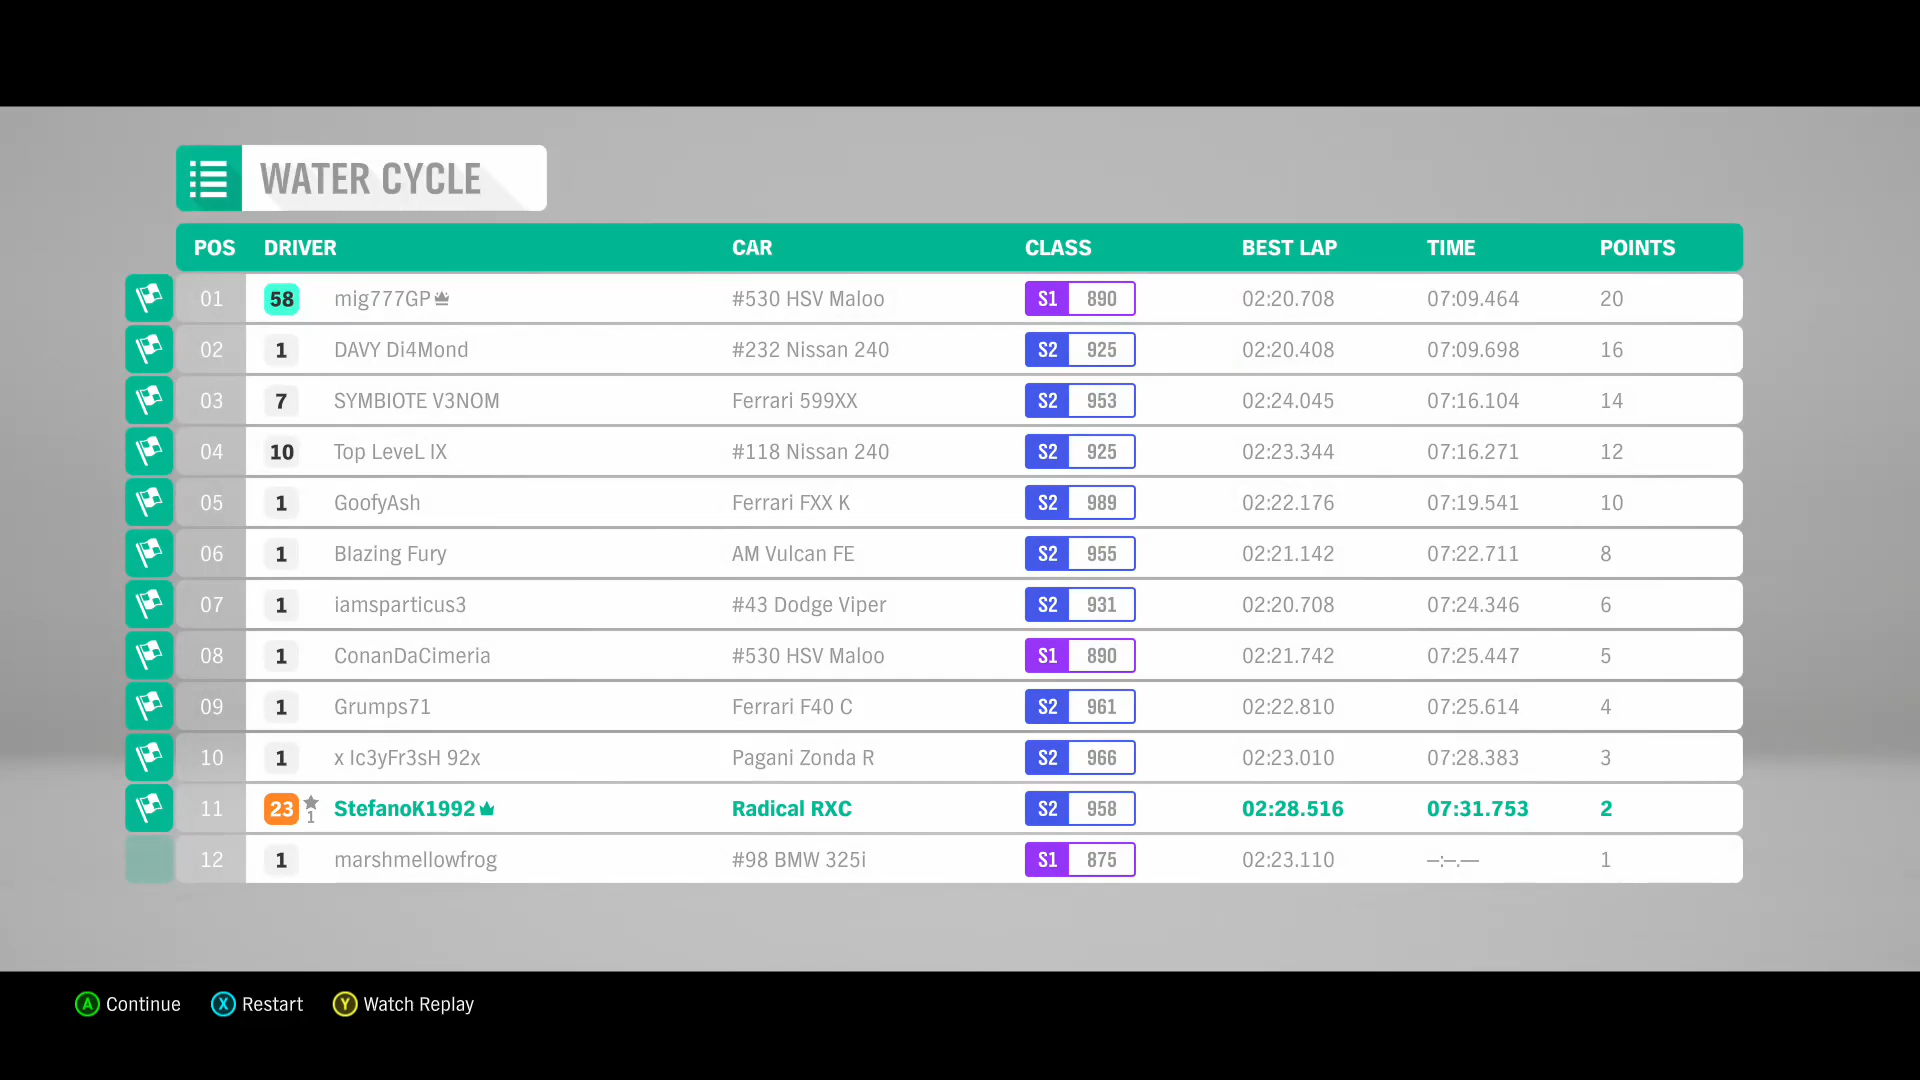 WATER CYCLE
POS DRIVER CAR CLASS BEST LAP TIME POINTS
01 58 mig777GP #530 HSV Maloo S1 890 02:20.708 07:09.464 20
02 1 DAVY Di4Mond #232 Nissan 240 S2 925 02:20.408 07:09.698 16
03 7 SYMBIOTE V3NOM Ferrari 599XX S2 953 02:24.045 07:16.104 14
04 10 Top LeveL IX #118 Nissan 240 S2 925 02:23.344 07:16.271 12
05 1 GoofyAsh Ferrari FXX K S2 989 02:22.176 07:19.541 10
06 1 Blazing Fury AM Vulcan FE S2 955 02:21.142 07:22.711 8
07 1 iamsparticus3 #43 Dodge Viper S2 931 02:20.708 07:24.346 6
08 1 ConanDaCimeria #530 HSV Maloo S1 890 02:21.742 07:25.447 5
09 1 Grumps71 Ferrari F40 C S2 961 02:22.810 07:25.614 4
10 1 x Ic3yFr3sH 92x Pagani Zonda R S2 966 02:23.010 07:28.383 3
11 23 1 StefanoK1992 Radical RXC S2 958 02:28.516 07:31.753 2
12 1 marshmellowfrog #98 BMW 325i S1 875 02:23.110 –:–.–– 1
A Continue X Restart Y Watch Replay